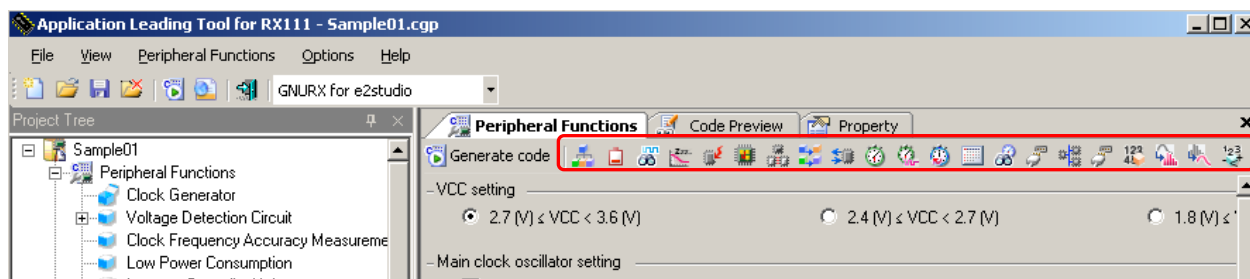 Application Leading Tool for RX111 - Sample01.cgp
File View Peripheral Functions Options Help
GNURX for e2studio
Project Tree
Peripheral Functions Code Preview Property
Sample01
Generate code
Peripheral Functions
VCC setting
Clock Generator
Voltage Detection Circuit
2.7 (V) ≤ VCC < 3.6 (V) 2.4 (V) ≤ VCC < 2.7 (V) 1.8 (V) ≤
Clock Frequency Accuracy Measureme
Low Power Consumption
Main clock oscillator setting